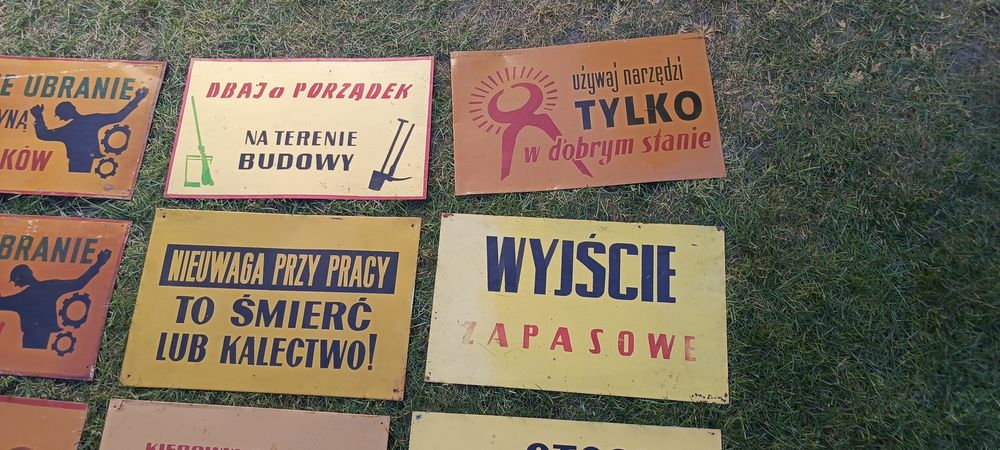 E UBRANIE
YNĄ
KÓW
DBAJ o PORZĄDEK
NA TERENIE
BUDOWY
używaj narzędzi
TYLKO
w dobrym stanie
BRANIE
NIEUWAGA PRZY PRACY
TO ŚMIERĆ
LUB KALECTWO!
WYJŚCIE
ZAPASOWE